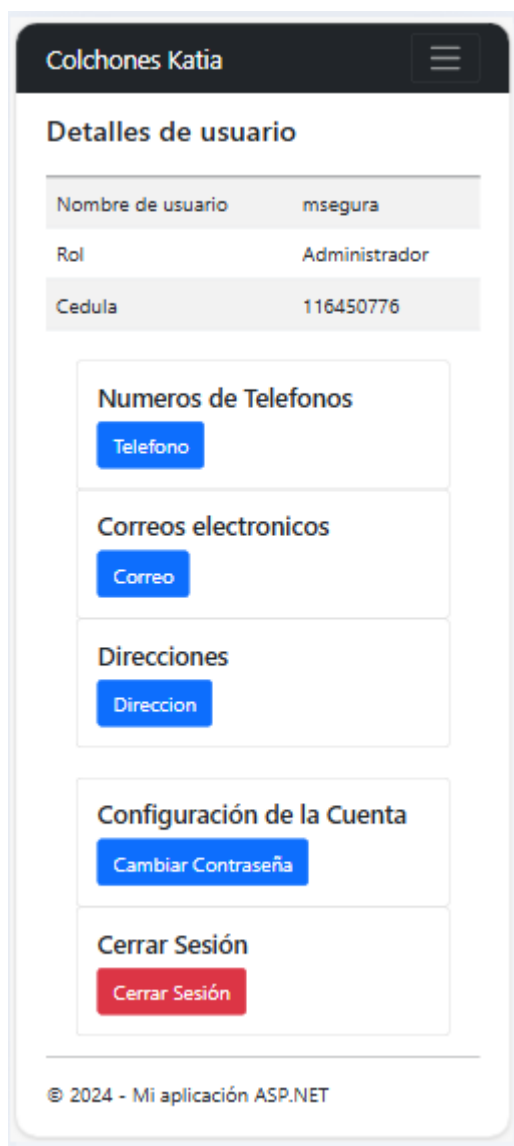 Colchones Katia
Detalles de usuario
Nombre de usuario msegura
Rol Administrador
Cedula 116450776
Numeros de Telefonos
Telefono
Correos electronicos
Correo
Direcciones
Direccion
Configuración de la Cuenta
Cambiar Contraseña
Cerrar Sesión
Cerrar Sesión
© 2024 - Mi aplicación ASP.NET